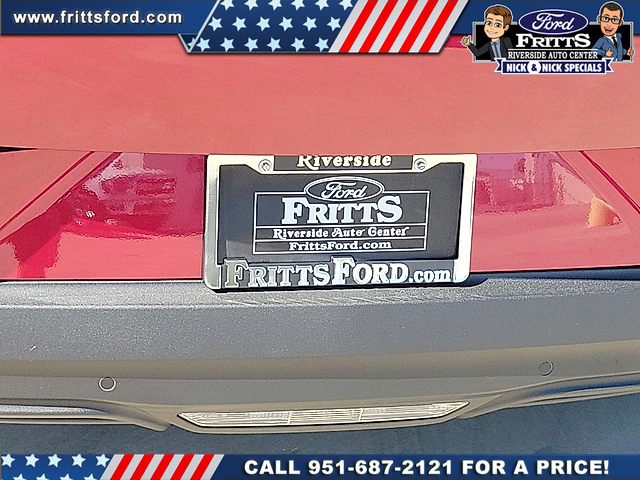 www.frittsford.com
Ford
FRITTS
RIVERSIDE AUTO CENTER
NICK & NICK SPECIALS
Riverside
Ford
FRITTS
Riverside Auto Center
FrittsFord.com
FRITTSFORD.com
CALL 951-687-2121 FOR A PRICE!